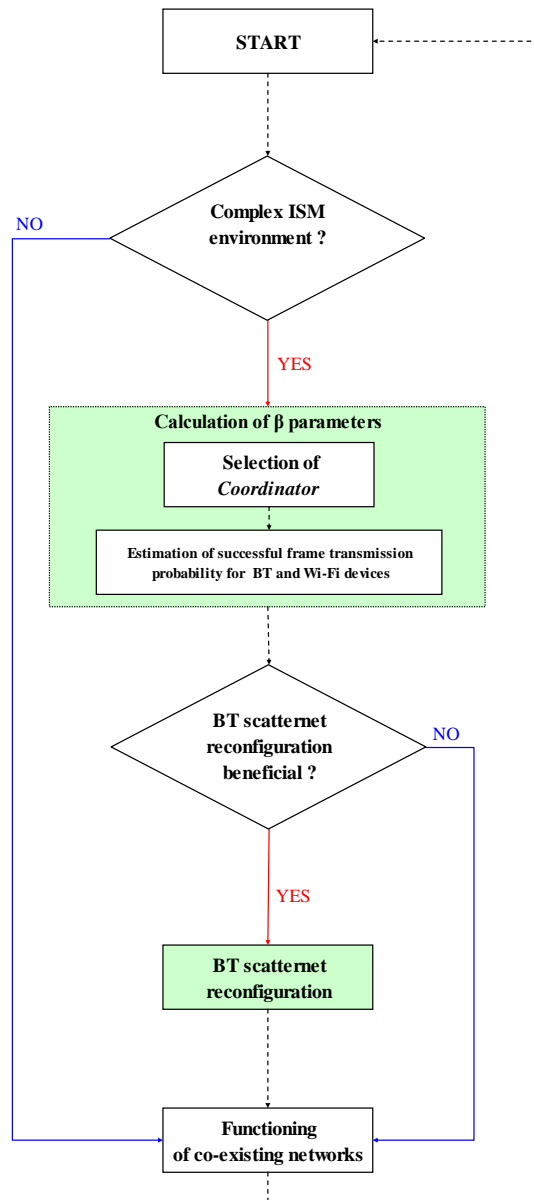 START
Complex ISM
environment ?
NO
YES
Calculation of β parameters
Selection of
Coordinator
Estimation of successful frame transmission
probability for BT and Wi-Fi devices
BT scatternet
reconfiguration
beneficial ?
NO
YES
BT scatternet
reconfiguration
Functioning
of co-existing networks